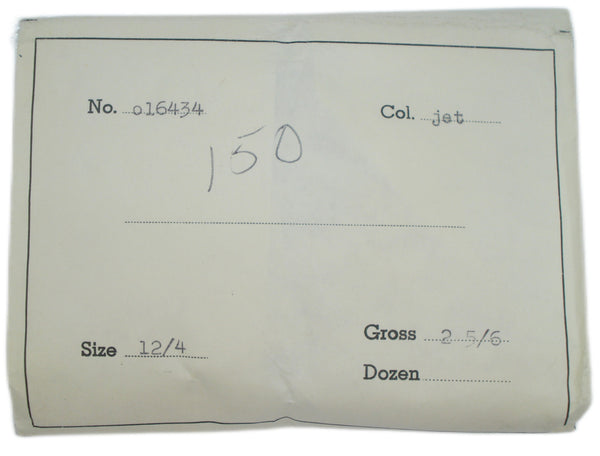 No. o16434 Col. jet
150
Size 12/4 Gross 2 5/6
Dozen